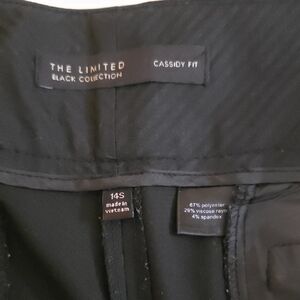 THE LIMITED
BLACK COLLECTION
CASSIDY FIT
14S
made in
vietnam
67% polyester
29% viscose rayon
4% spandex